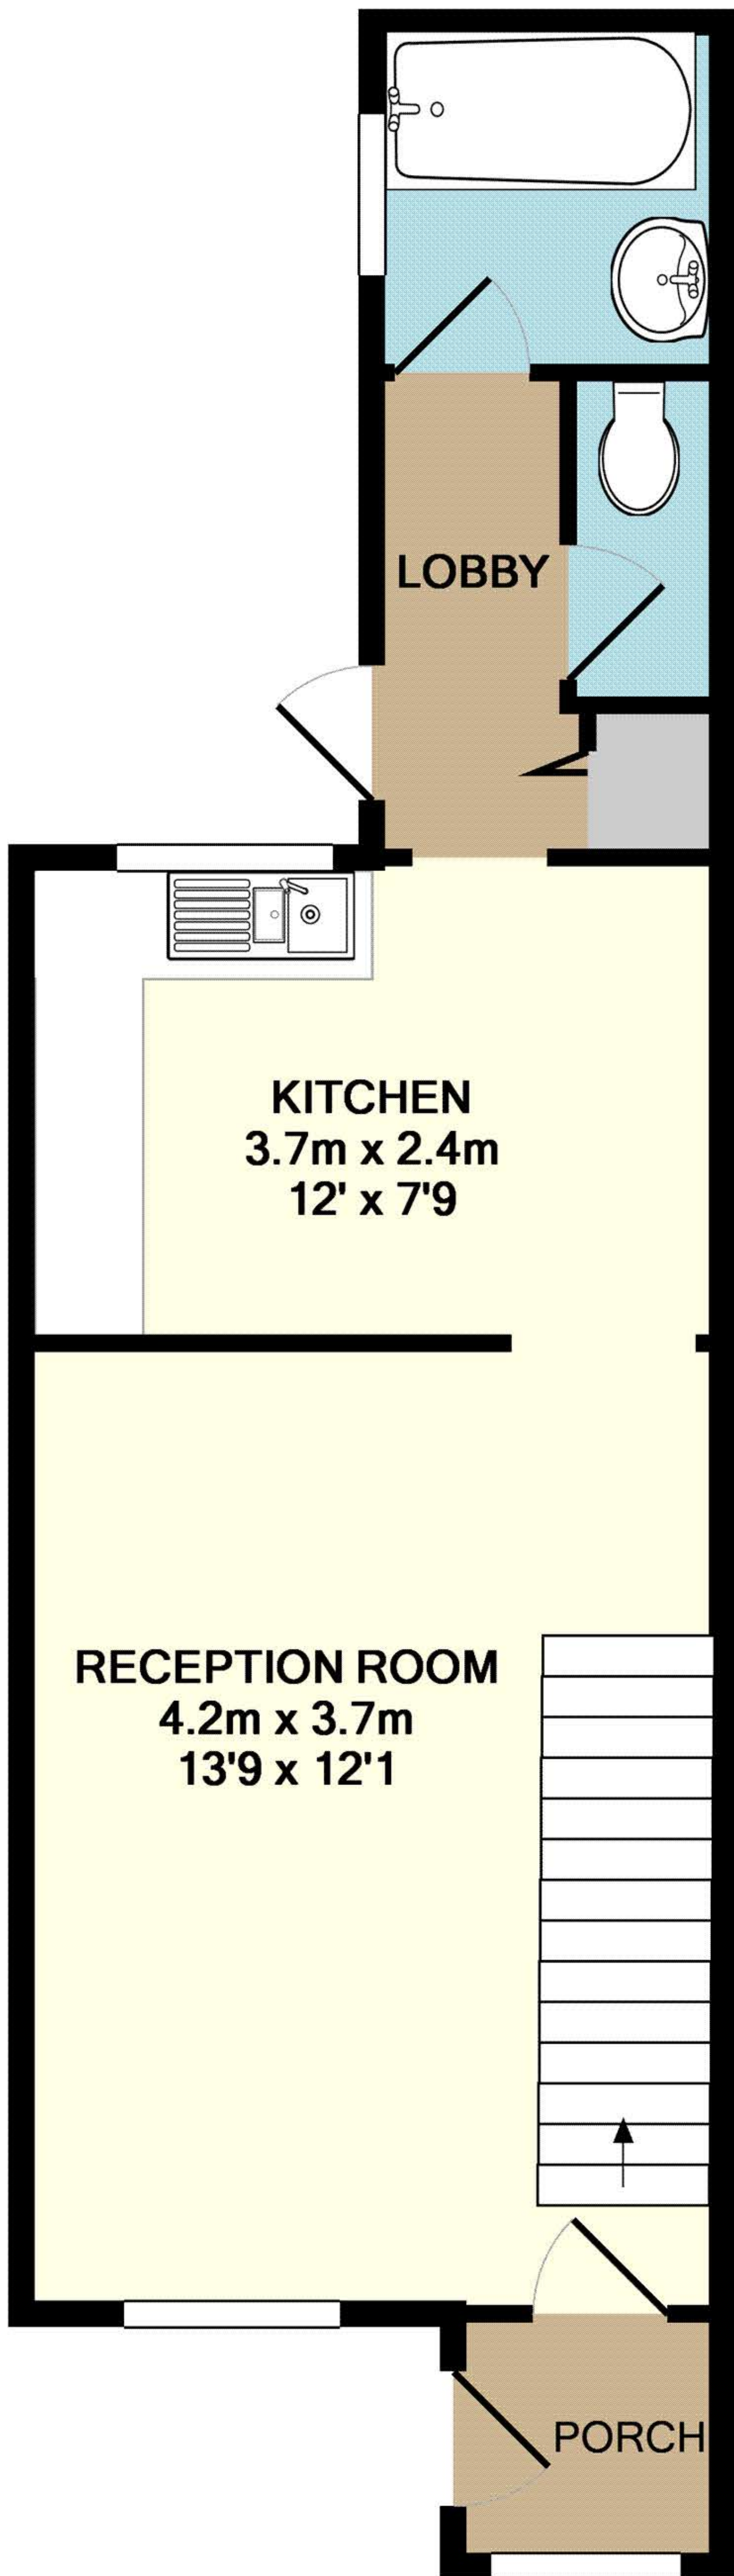 LOBBY
KITCHEN
3.7m x 2.4m
12' x 7'9
RECEPTION ROOM
4.2m x 3.7m
13'9 x 12'1
PORCH